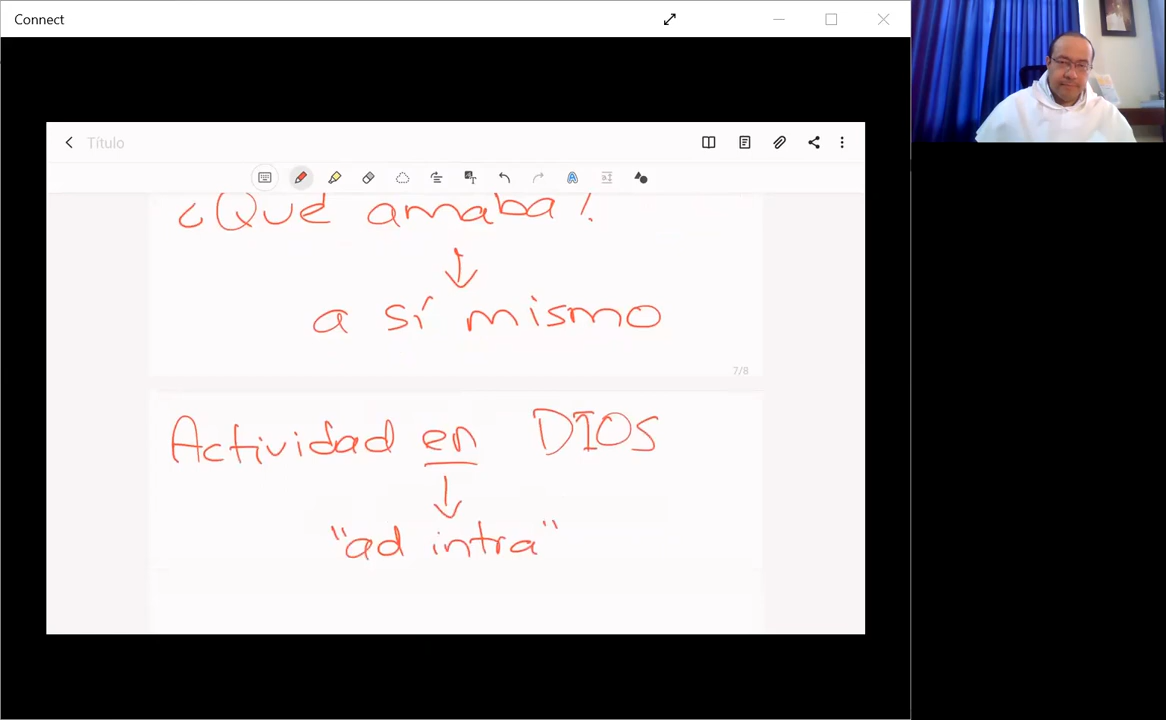 Connect
Título
¿Qué amaba?
↓
a sí mismo
7/8
Actividad en DIOS
↓
"ad intra"